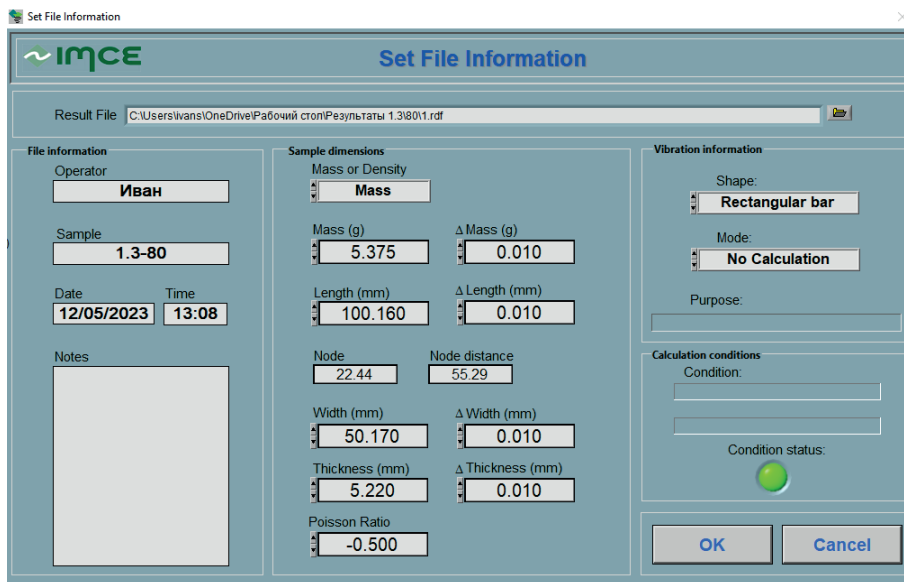 Set File Information
IMCE
Set File Information
Result File C:\Users\ivans\OneDrive\Рабочий стол\Результаты 1.3\80\1.rdf
File information
Operator
Иван
Sample
1.3-80
Date Time
12/05/2023 13:08
Notes
Sample dimensions
Mass or Density
Mass
Mass (g) Δ Mass (g)
5.375 0.010
Length (mm) Δ Length (mm)
100.160 0.010
Node Node distance
22.44 55.29
Width (mm) Δ Width (mm)
50.170 0.010
Thickness (mm) Δ Thickness (mm)
5.220 0.010
Poisson Ratio
-0.500
Vibration information
Shape:
Rectangular bar
Mode:
No Calculation
Purpose:
Calculation conditions
Condition:
Condition status:
OK Cancel